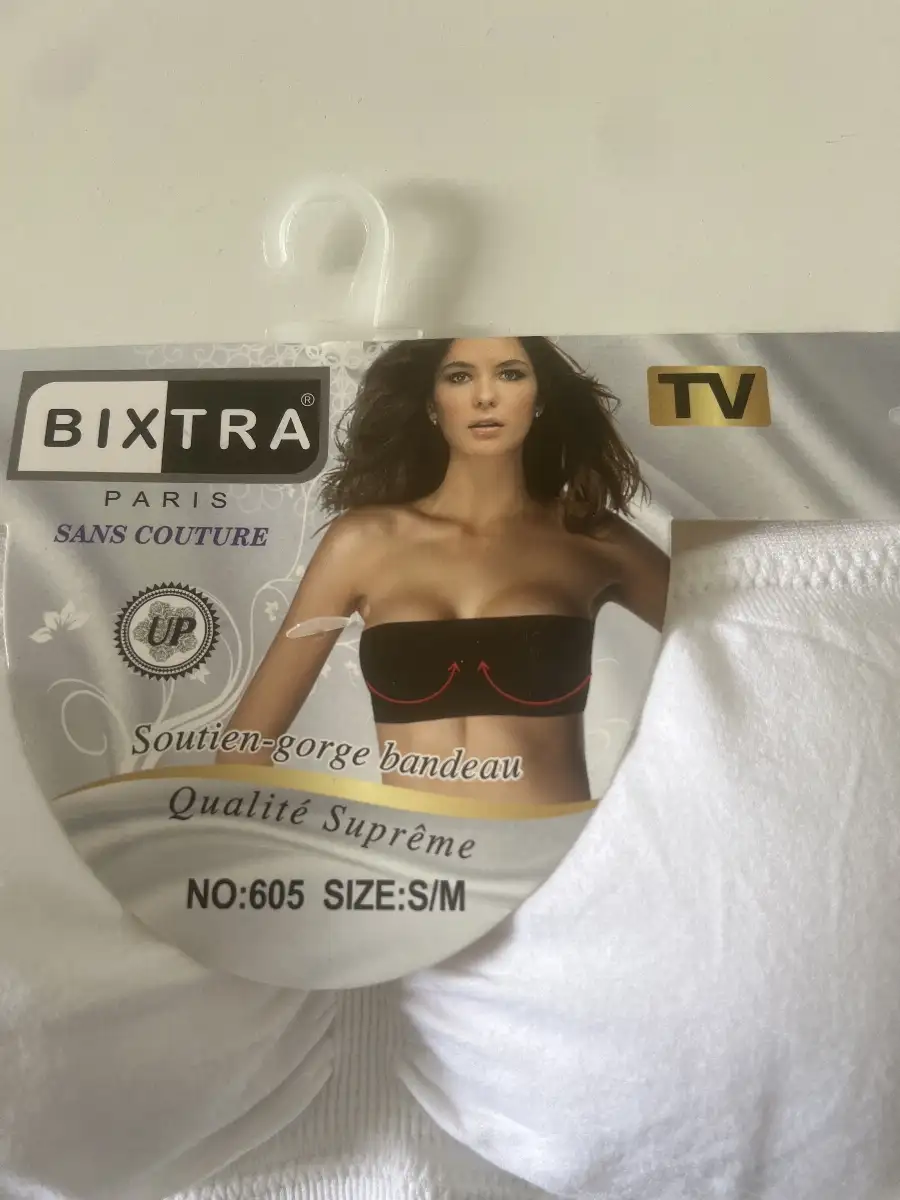 BIXTRA®
PARIS
SANS COUTURE
TV
UP
Soutien-gorge bandeau
Qualité Suprême
NO:605 SIZE:S/M